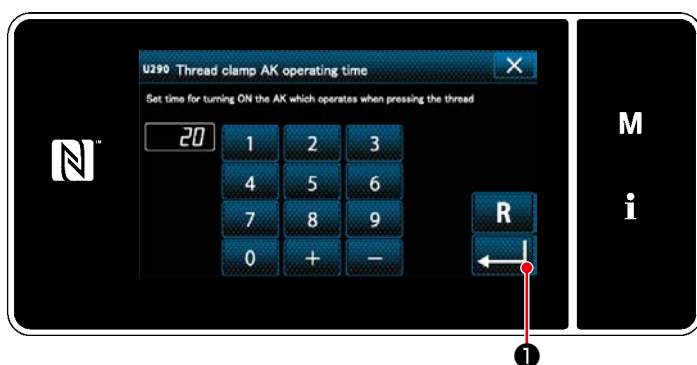 U290 Thread clamp AK operating time
Set time for turning ON the AK which operates when pressing the thread
20
1 2 3
4 5 6
7 8 9
0 + −
R
N™
M
i
❶